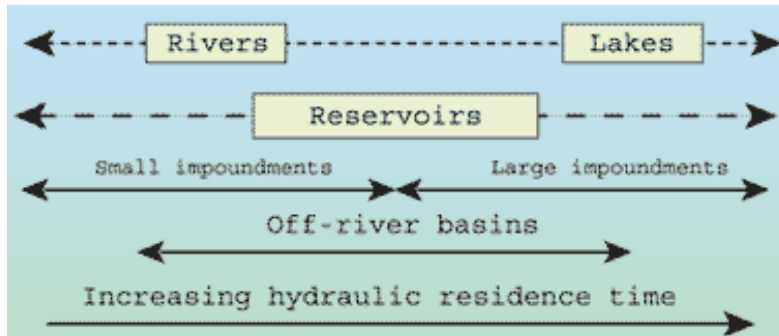 Rivers Lakes
Reservoirs
Small impoundments Large impoundments
Off-river basins
Increasing hydraulic residence time